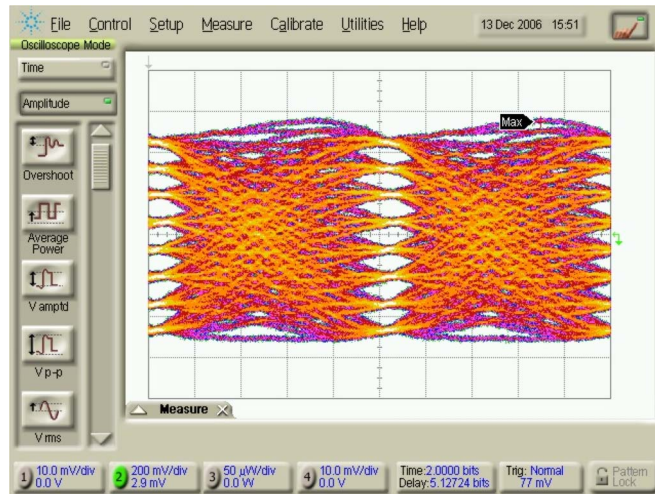 File Control Setup Measure Calibrate Utilities Help 13 Dec 2006 15:51
Oscilloscope Mode
Time
Amplitude
Max
Overshoot
Average
Power
V amptd
V p-p
V rms
Measure
1 10.0 mV/div 2 200 mV/div 3 50 µW/div 4 10.0 mV/div Time:2.0000 bits Trig: Normal Pattern
0.0 V 2.9 mV 0.0 W 0.0 V Delay:5.12724 bits 77 mV Lock